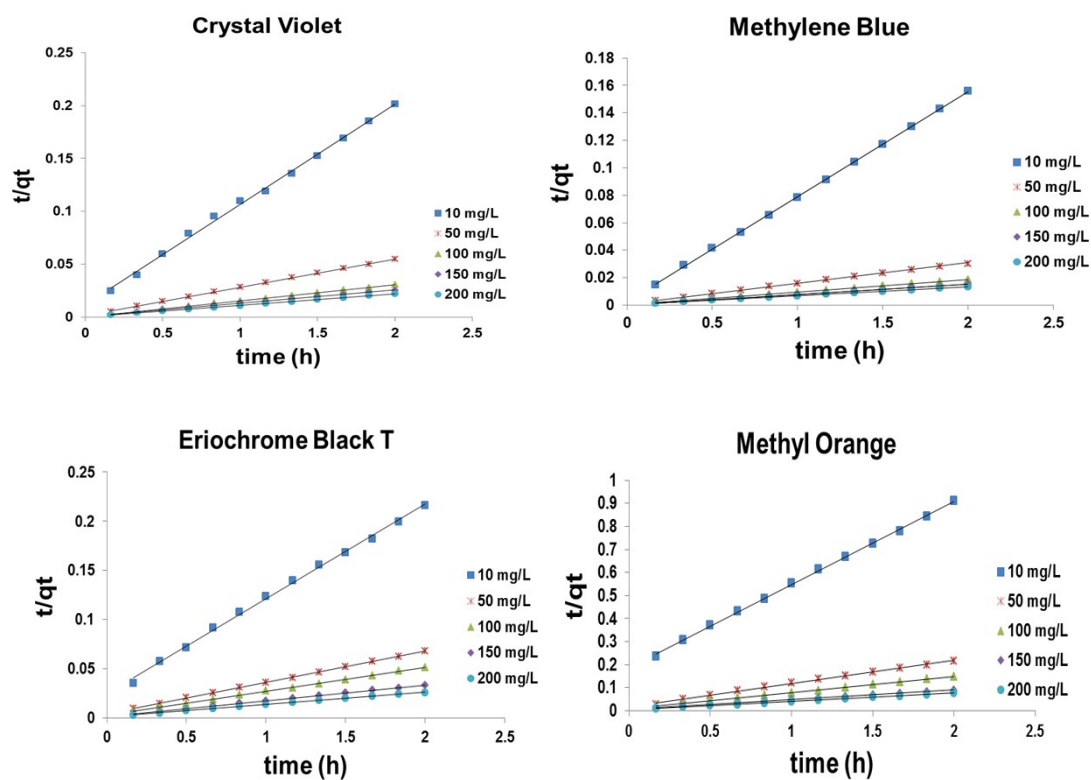 Crystal Violet
0.25
0.2
0.15
0.1
0.05
0
t/qt
0 0.5 1 1.5 2 2.5
time (h)
10 mg/L
50 mg/L
100 mg/L
150 mg/L
200 mg/L
Methylene Blue
0.18
0.16
0.14
0.12
0.1
0.08
0.06
0.04
0.02
0
t/qt
0 0.5 1 1.5 2 2.5
time (h)
10 mg/L
50 mg/L
100 mg/L
150 mg/L
200 mg/L
Eriochrome Black T
0.25
0.2
0.15
0.1
0.05
0
t/qt
0 0.5 1 1.5 2 2.5
time (h)
10 mg/L
50 mg/L
100 mg/L
150 mg/L
200 mg/L
Methyl Orange
1
0.9
0.8
0.7
0.6
0.5
0.4
0.3
0.2
0.1
0
t/qt
0 0.5 1 1.5 2 2.5
time (h)
10 mg/L
50 mg/L
100 mg/L
150 mg/L
200 mg/L